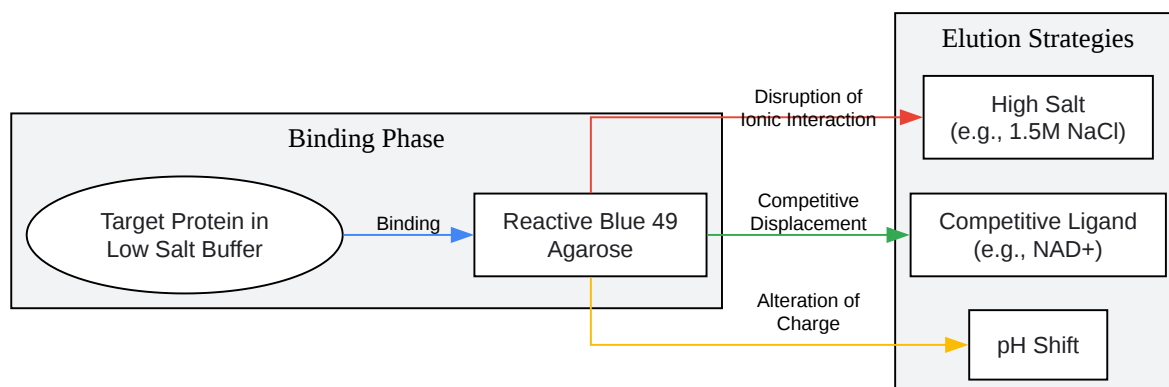 Elution Strategies
Disruption of
Ionic Interaction
High Salt
(e.g., 1.5M NaCl)
Binding Phase
Target Protein in
Low Salt Buffer
Binding
Reactive Blue 49
Agarose
Competitive
Displacement
Competitive Ligand
(e.g., NAD+)
Alteration of
Charge
pH Shift